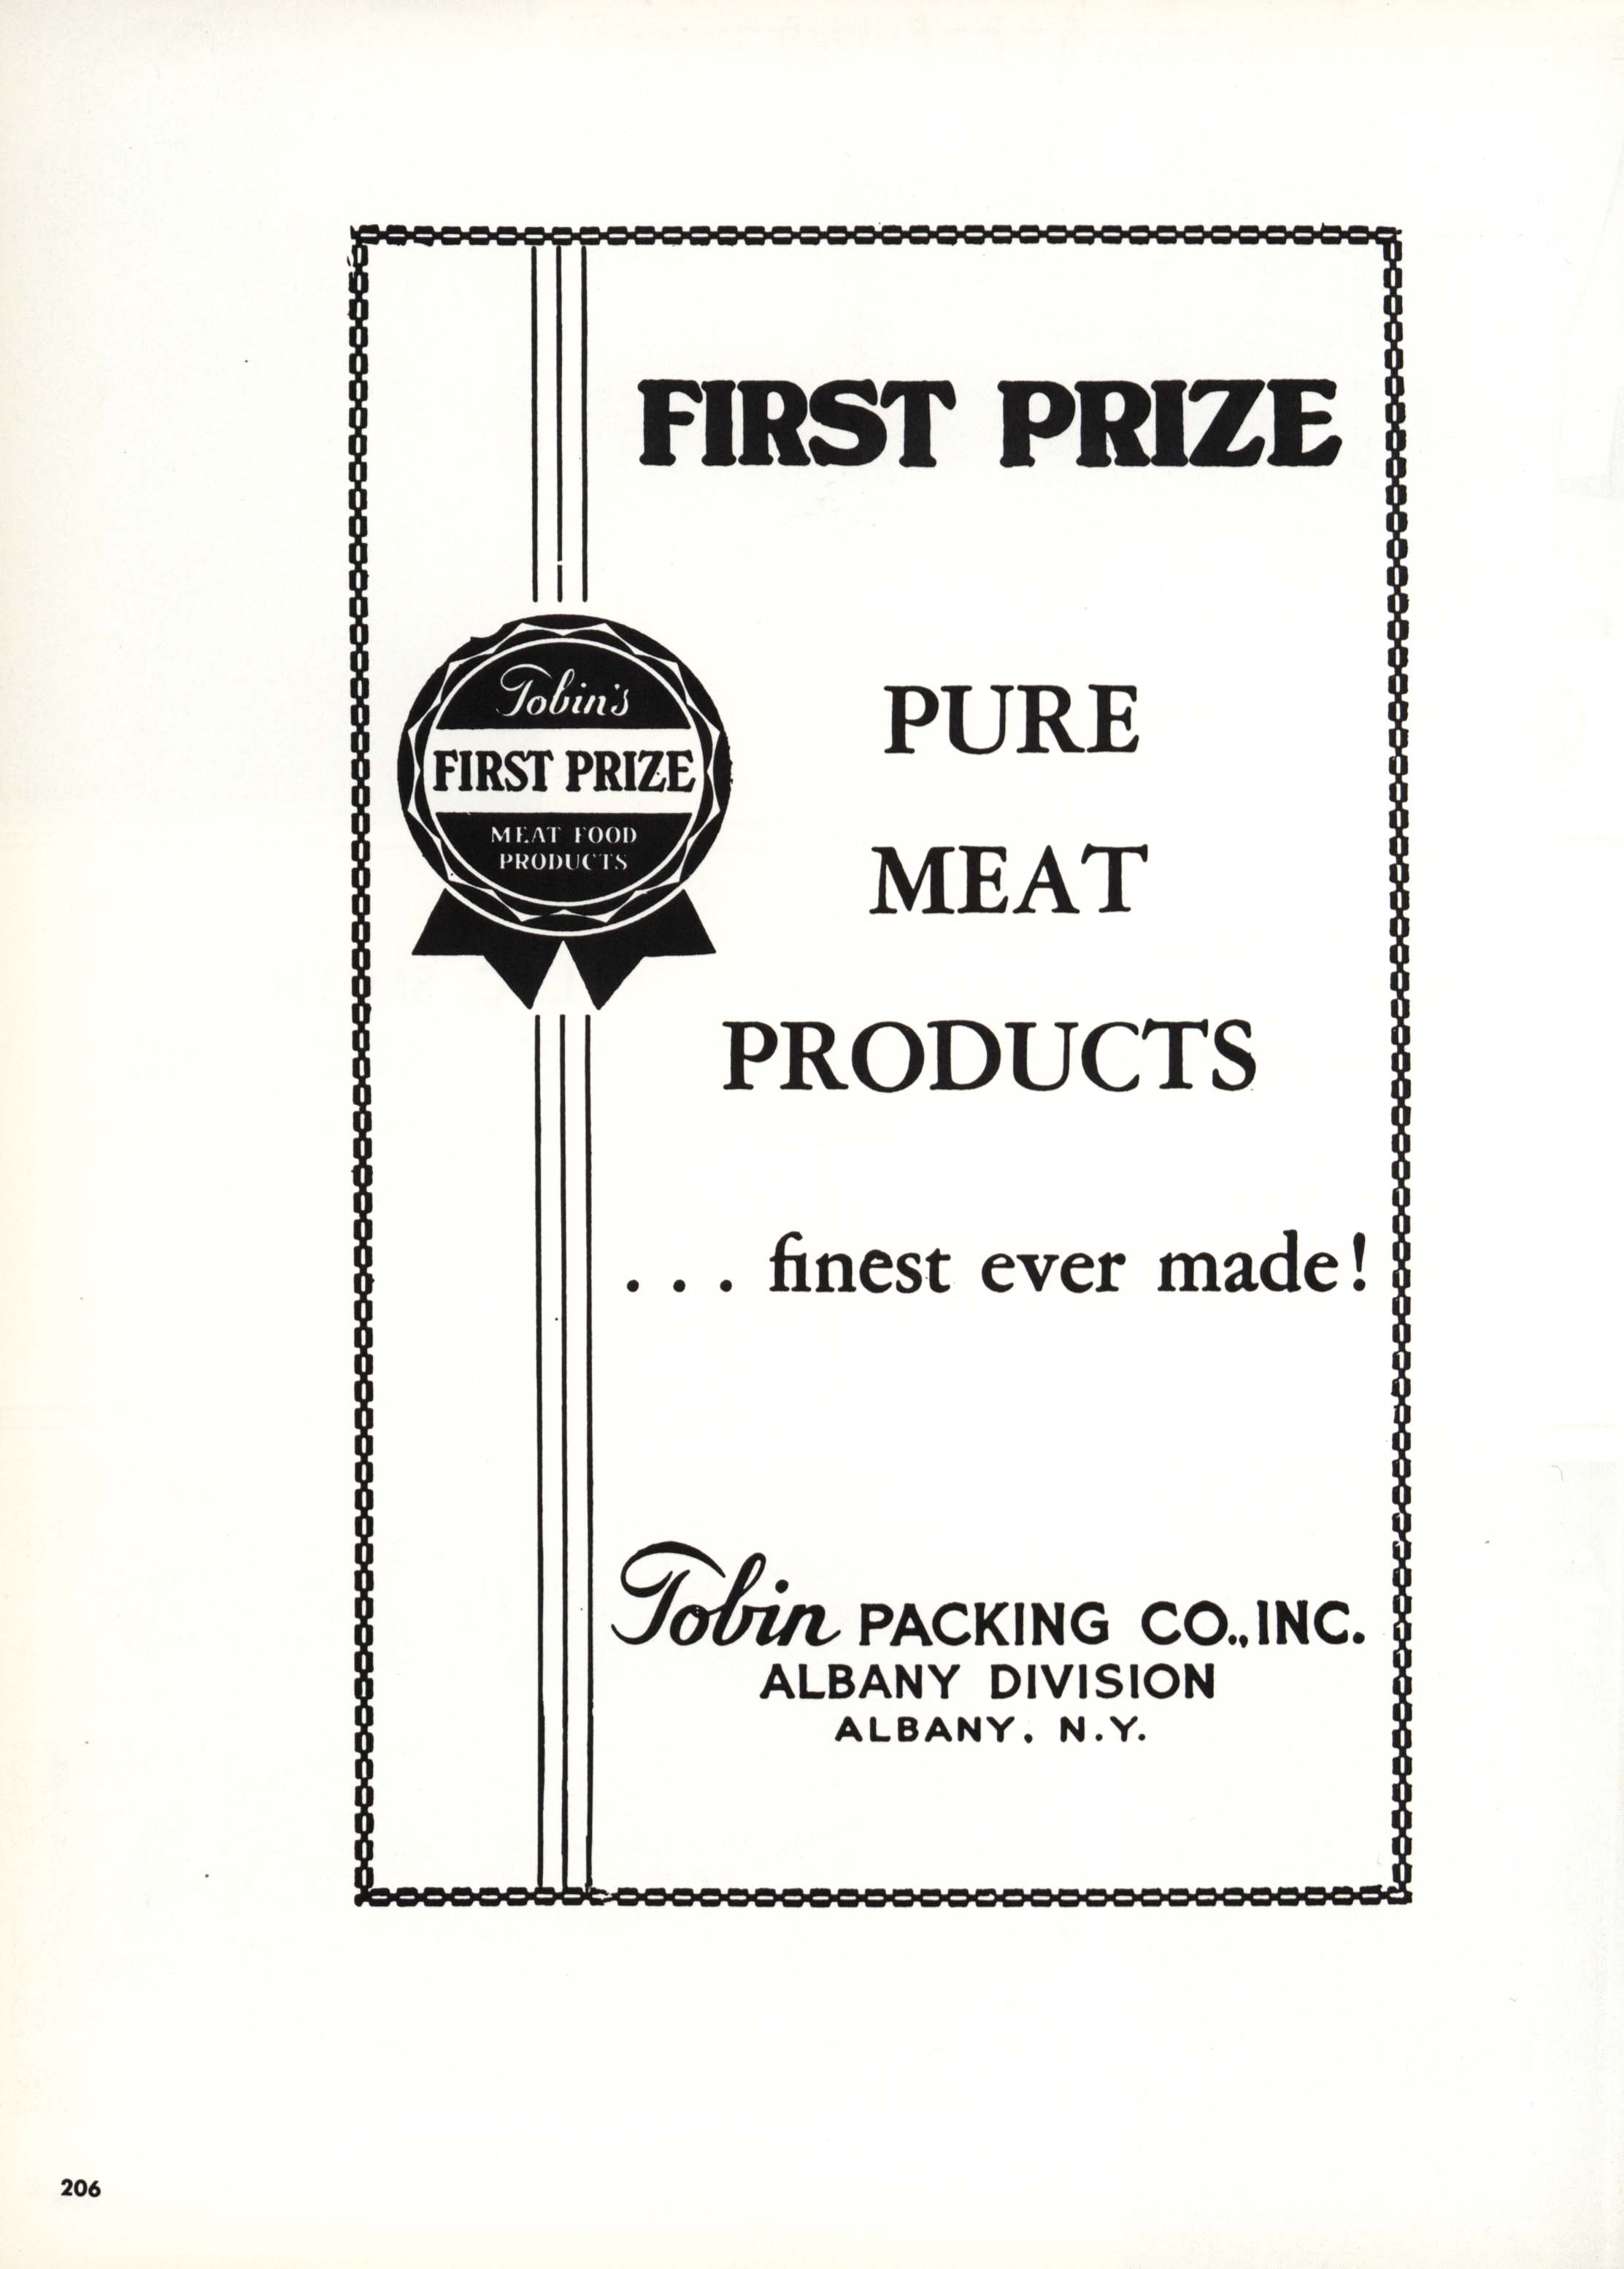 FIRST PRIZE
Tobin's
FIRST PRIZE
MEAT FOOD
PRODUCTS
PURE
MEAT
PRODUCTS
... finest ever made!
Tobin PACKING CO., INC.
ALBANY DIVISION
ALBANY, N.Y.
206